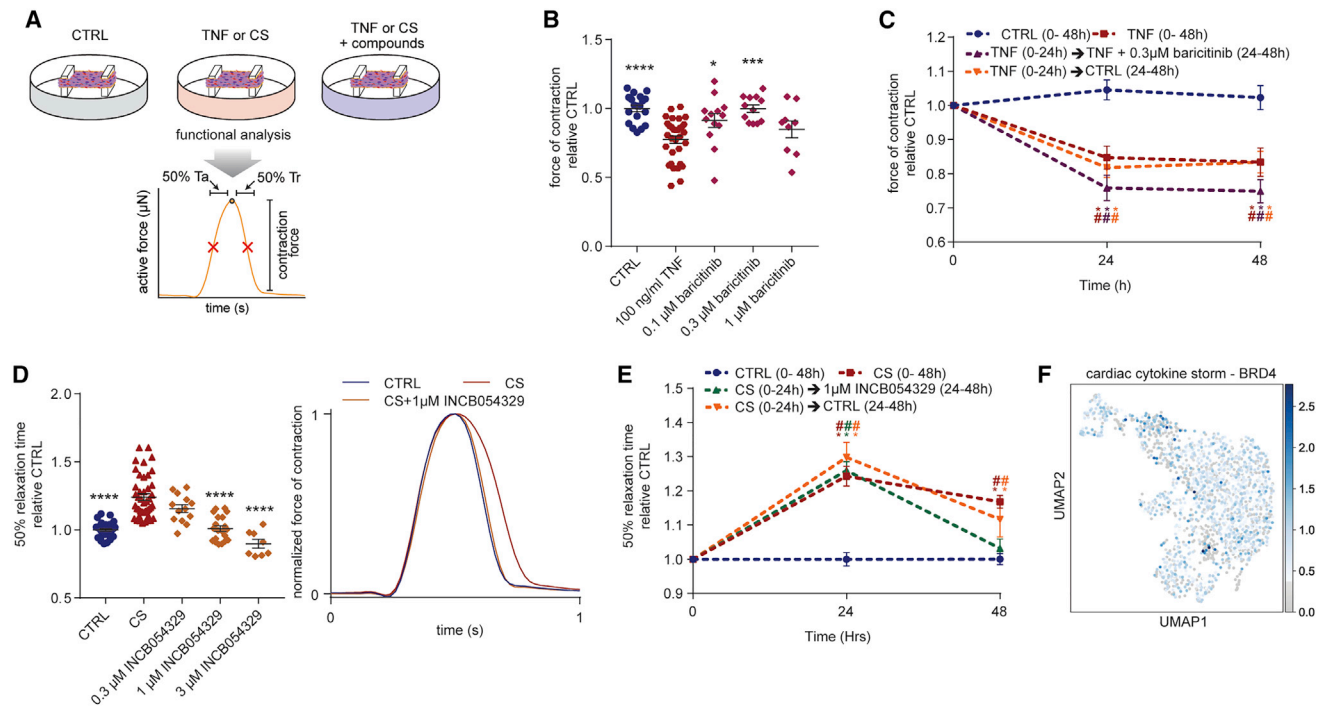 A
CTRL
TNF or CS
TNF or CS
+ compounds
functional analysis
50% Ta
50% Tr
active force (µN)
contraction
force
time (s)
B
force of contraction
relative CTRL
1.5
1.0
0.5
0.0
****
*
***
CTRL
100 ng/ml TNF
0.1 µM baricitinib
0.3 µM baricitinib
1 µM baricitinib
C
CTRL (0- 48h)
TNF (0- 48h)
TNF (0-24h) ➔ TNF + 0.3µM baricitinib (24-48h)
TNF (0-24h) ➔ CTRL (24-48h)
force of contraction
relative CTRL
1.2
1.1
1.0
0.9
0.8
0.7
0.6
* * *
###
* * *
###
0
24
48
Time (h)
D
50% relaxation time
relative CTRL
2.0
1.5
1.0
0.5
****
****
****
CTRL
CS
0.3 µM INCB054329
1 µM INCB054329
3 µM INCB054329
CTRL
CS
CS+1µM INCB054329
normalized force of contraction
1
0
0
1
time (s)
E
CTRL (0- 48h)
CS (0- 48h)
CS (0-24h) ➔ 1µM INCB054329 (24-48h)
CS (0-24h) ➔ CTRL (24-48h)
50% relaxation time
relative CTRL
1.5
1.4
1.3
1.2
1.1
1.0
0.9
###
* * *
##
* *
0
24
48
Time (Hrs)
F
cardiac cytokine storm - BRD4
UMAP2
UMAP1
2.5
2.0
1.5
1.0
0.5
0.0